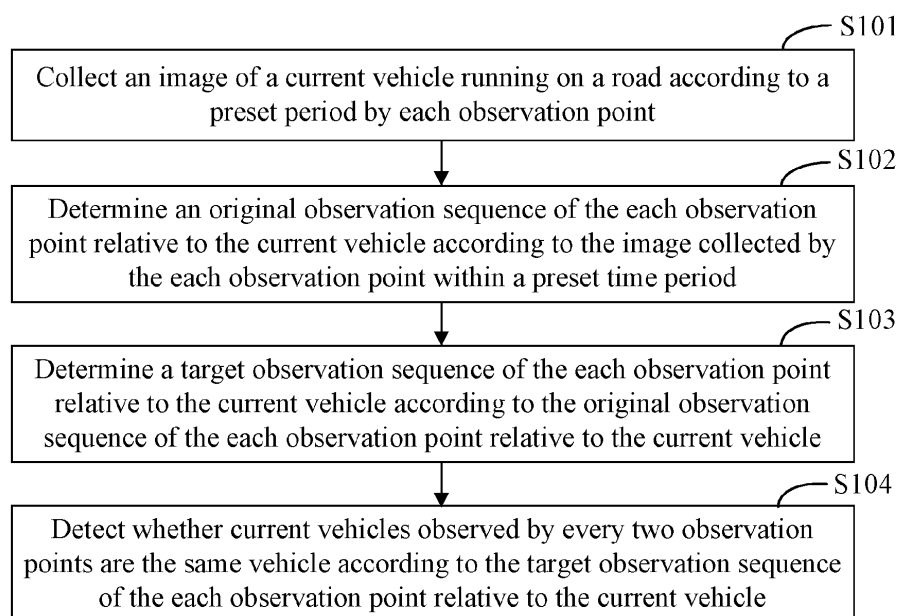 S101
Collect an image of a current vehicle running on a road according to a
preset period by each observation point
S102
Determine an original observation sequence of the each observation
point relative to the current vehicle according to the image collected by
the each observation point within a preset time period
S103
Determine a target observation sequence of the each observation point
relative to the current vehicle according to the original observation
sequence of the each observation point relative to the current vehicle
S104
Detect whether current vehicles observed by every two observation
points are the same vehicle according to the target observation sequence
of the each observation point relative to the current vehicle